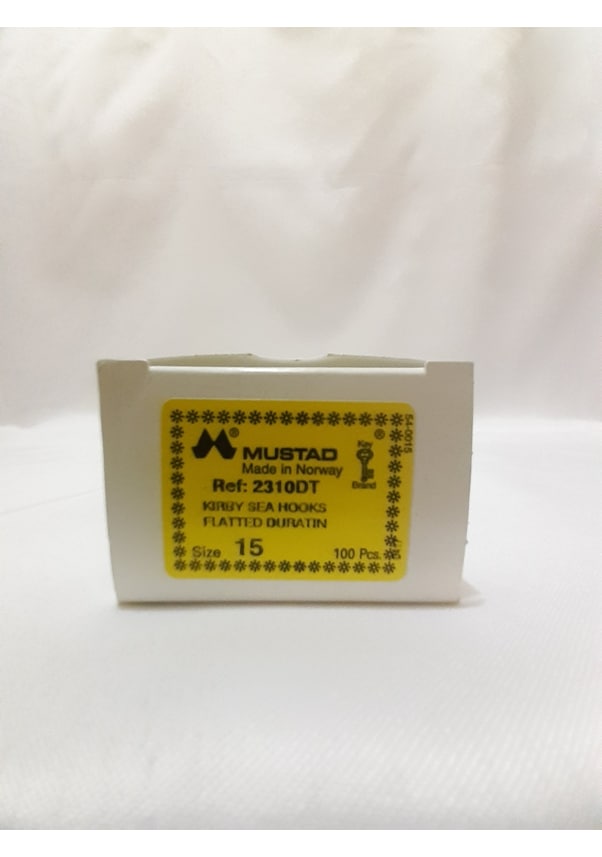 MUSTAD
Made in Norway
Ref: 2310DT
KIRBY SEA HOOKS
FLATTED DURATIN
Size 15
100 Pcs.
Key
Brand
54-0015